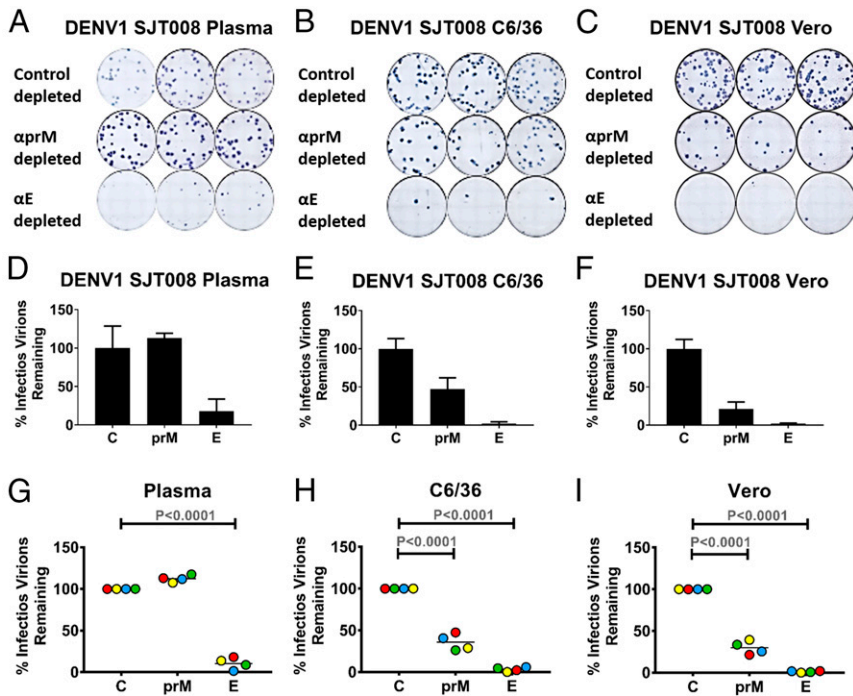 A DENV1 SJT008 Plasma
Control
depleted
αprM
depleted
αE
depleted
B DENV1 SJT008 C6/36
Control
depleted
αprM
depleted
αE
depleted
C DENV1 SJT008 Vero
Control
depleted
αprM
depleted
αE
depleted
D DENV1 SJT008 Plasma
% Infectios Virions
Remaining
150
100
50
0
C prM E
E DENV1 SJT008 C6/36
% Infectios Virions
Remaining
150
100
50
0
C prM E
F DENV1 SJT008 Vero
% Infectios Virions
Remaining
150
100
50
0
C prM E
G Plasma
P<0.0001
% Infectios Virions
Remaining
150
100
50
0
C prM E
H C6/36
P<0.0001
P<0.0001
% Infectios Virions
Remaining
150
100
50
0
C prM E
I Vero
P<0.0001
P<0.0001
% Infectios Virions
Remaining
150
100
50
0
C prM E